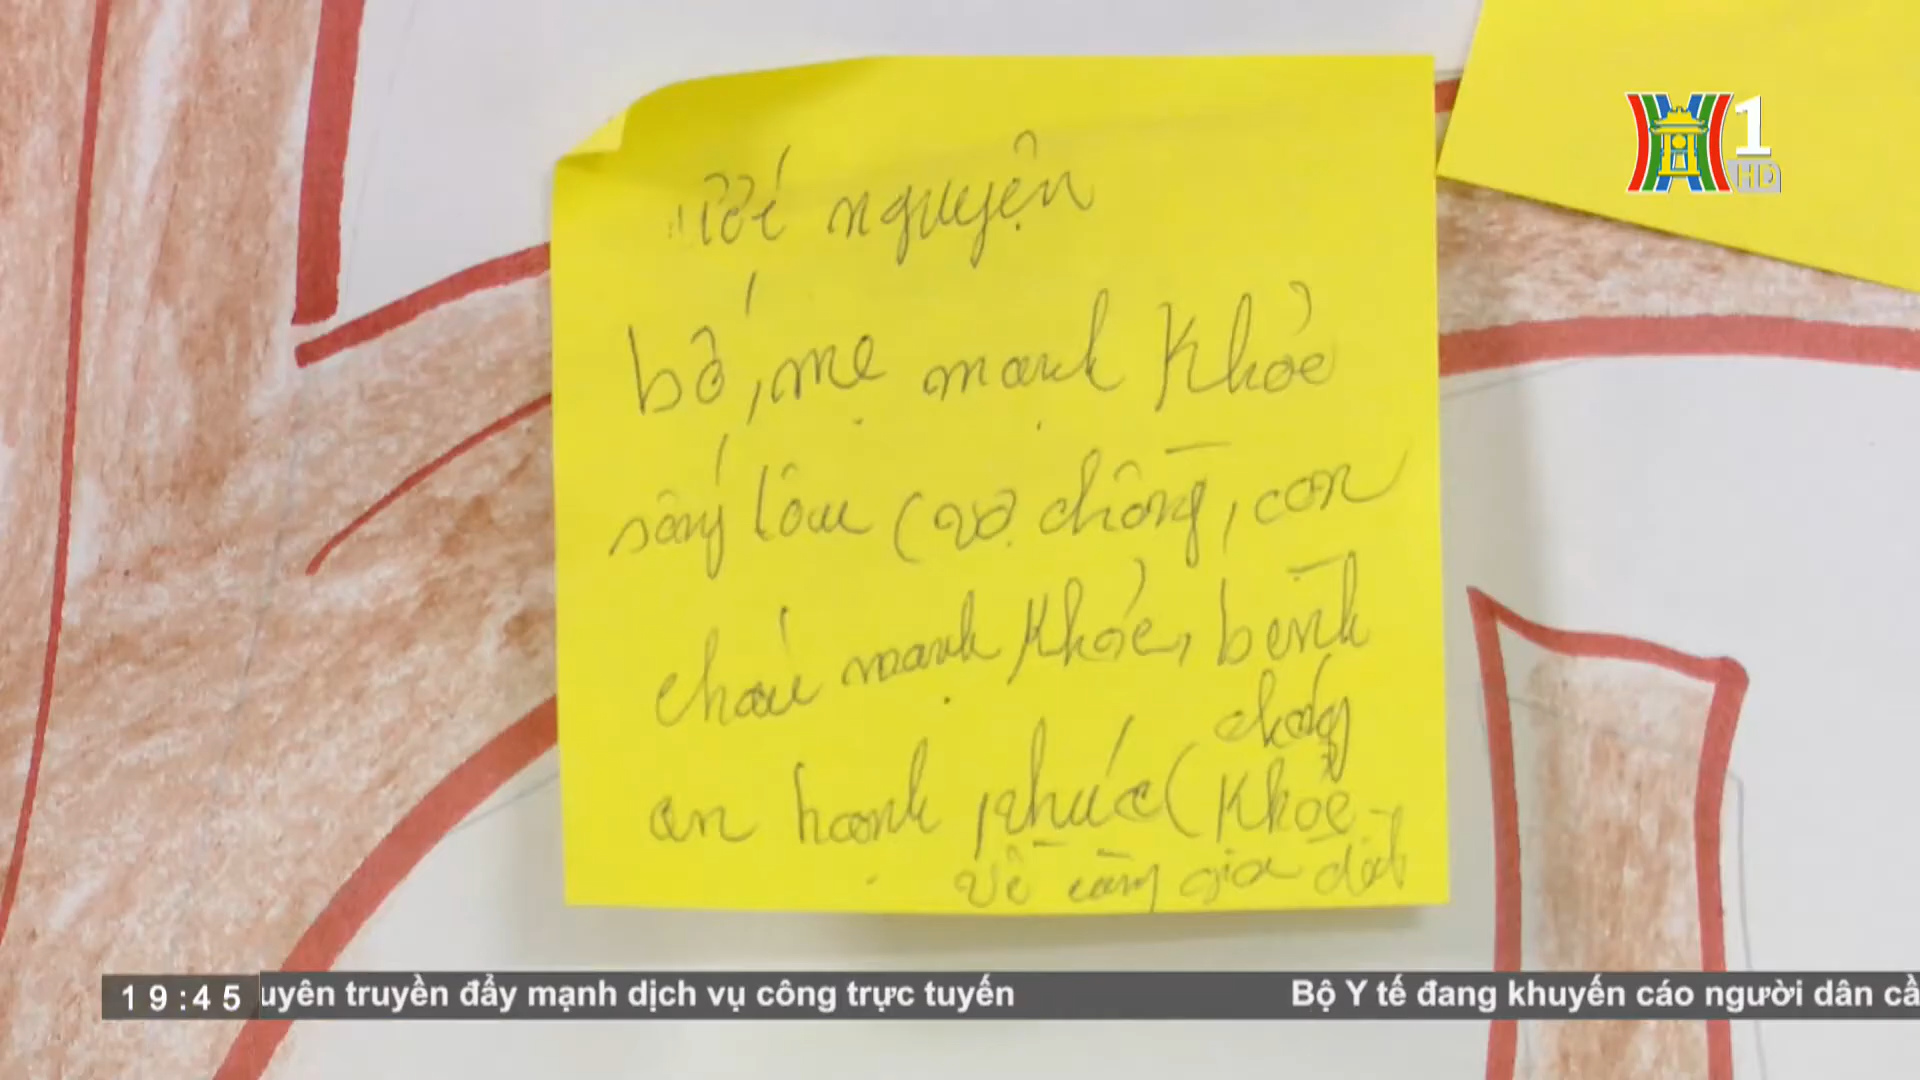 Ước nguyện
bố, mẹ mạnh khỏe
sống lâu (vợ chồng, con
cháu mạnh khỏe, bình
an hạnh phúc (chóng
khỏe
về cùng gia đình
1
HD
19:45 uyên truyền đẩy mạnh dịch vụ công trực tuyến Bộ Y tế đang khuyến cáo người dân cầ